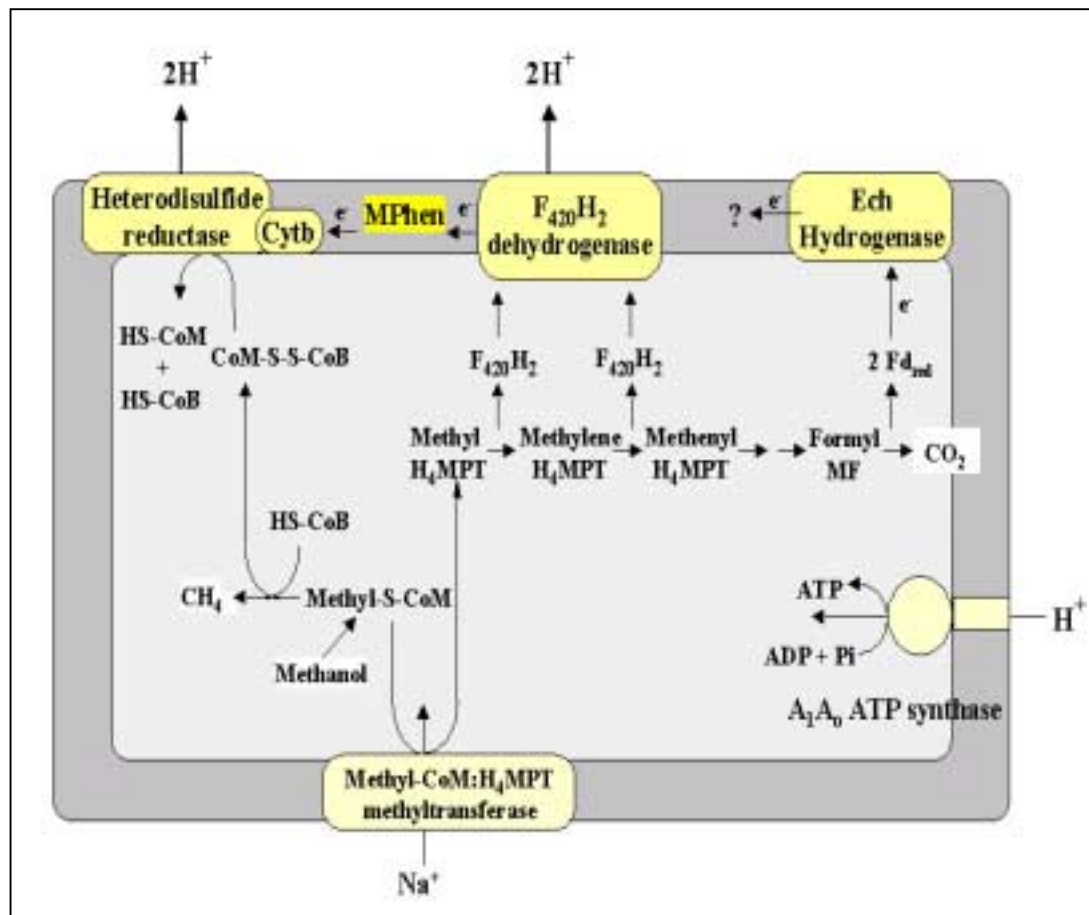 2H⁺
2H⁺
Heterodisulfide
reductase
Cytb
e⁻
MPhen
e⁻
F₄₂₀H₂
dehydrogenase
?
e⁻
Ech
Hydrogenase
HS-CoM
+
HS-CoB
CoM-S-S-CoB
F₄₂₀H₂
F₄₂₀H₂
e⁻
2 Fd_red
Methyl
H₄MPT
Methylene
H₄MPT
Methenyl
H₄MPT
Formyl
MF
CO₂
HS-CoB
CH₄
Methyl-S-CoM
Methanol
ATP
ADP + Pi
H⁺
A₁A₀ ATP synthase
Methyl-CoM:H₄MPT
methyltransferase
Na⁺